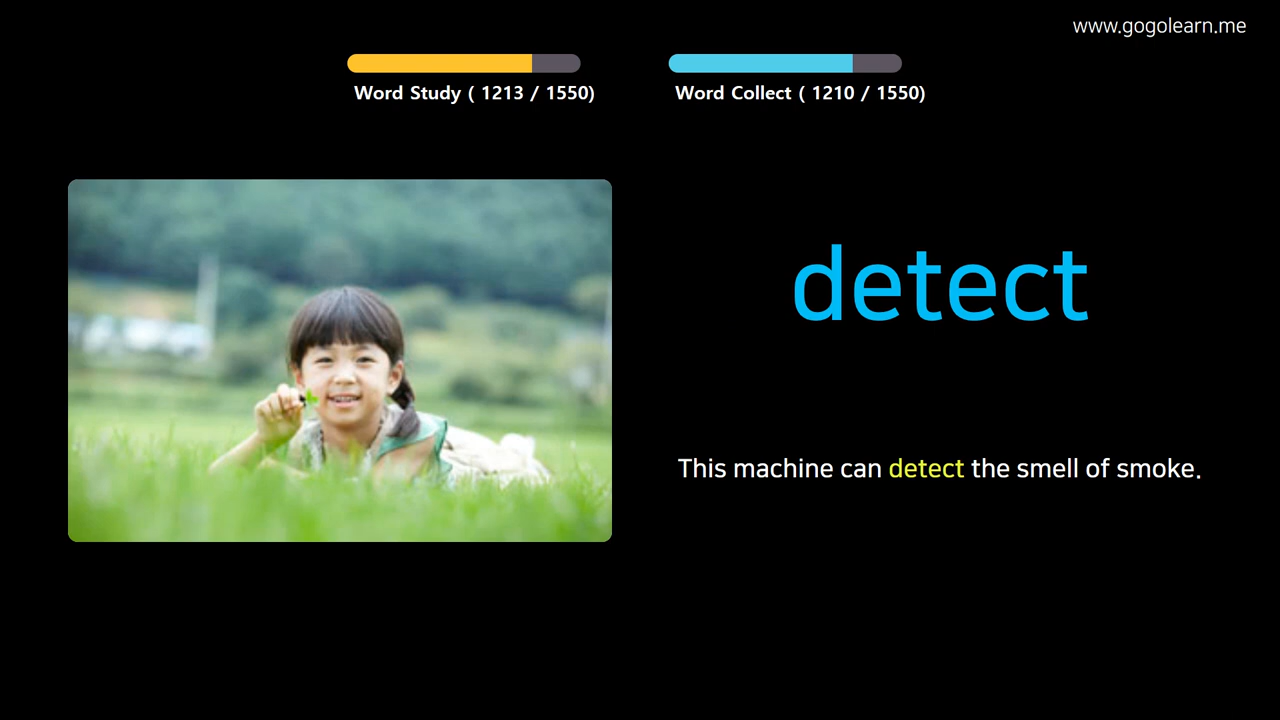 www.gogolearn.me
Word Study ( 1213 / 1550)
Word Collect ( 1210 / 1550)
detect
This machine can detect the smell of smoke.